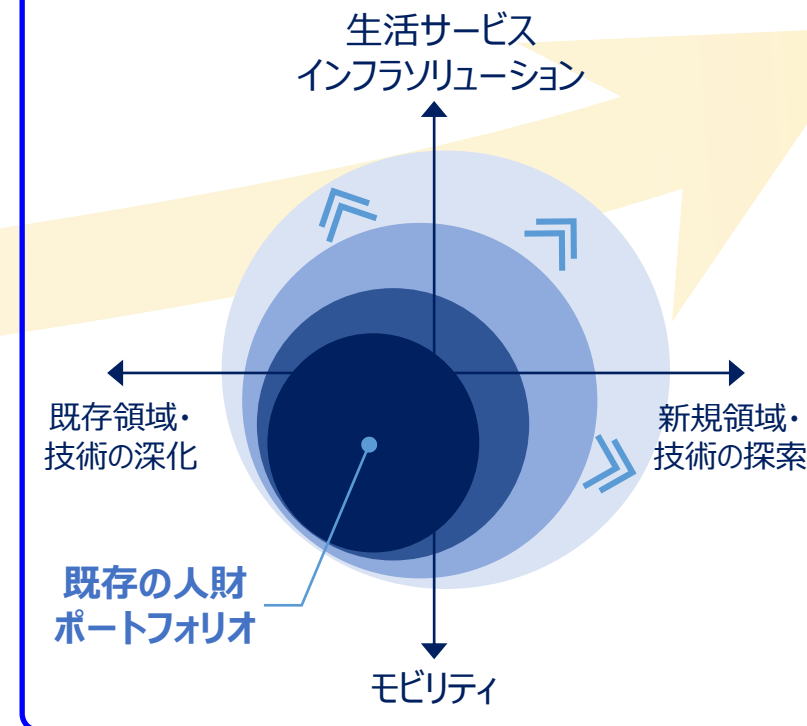 生活サービス
インフラソリューション
既存領域・
技術の深化
新規領域・
技術の探索
既存の人財
ポートフォリオ
モビリティ